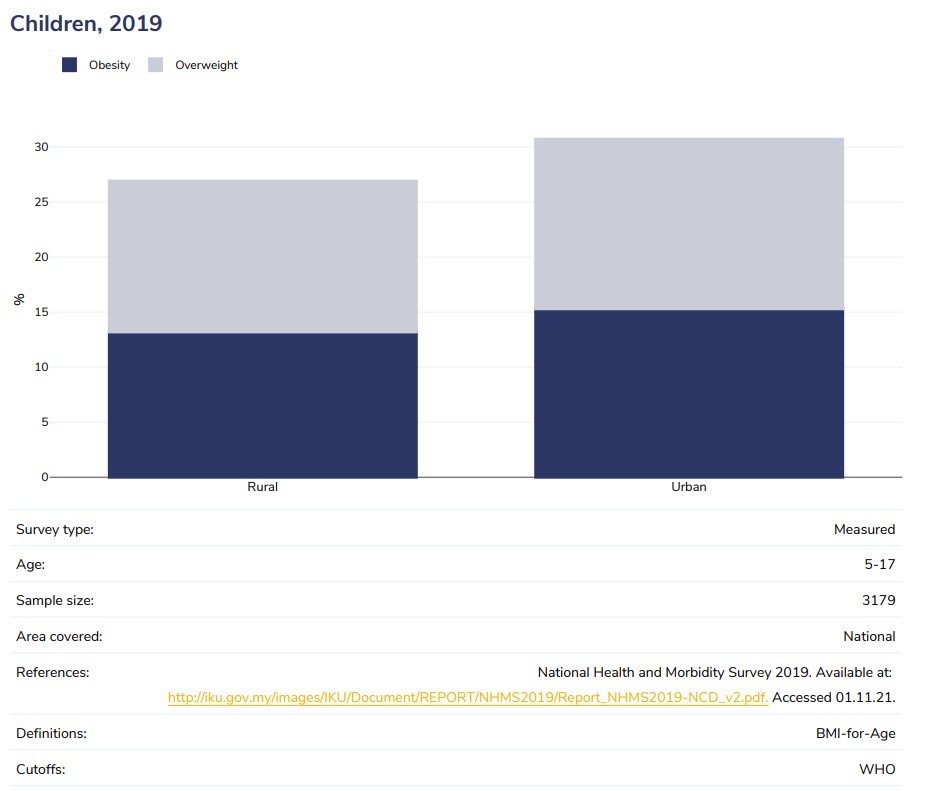 Children, 2019
Obesity Overweight
30
25
20
15
10
5
0
%
Rural Urban
Survey type: Measured
Age: 5-17
Sample size: 3179
Area covered: National
References: National Health and Morbidity Survey 2019. Available at:
http://iku.gov.my/images/IKU/Document/REPORT/NHMS2019/Report_NHMS2019-NCD_v2.pdf. Accessed 01.11.21.
Definitions: BMI-for-Age
Cutoffs: WHO